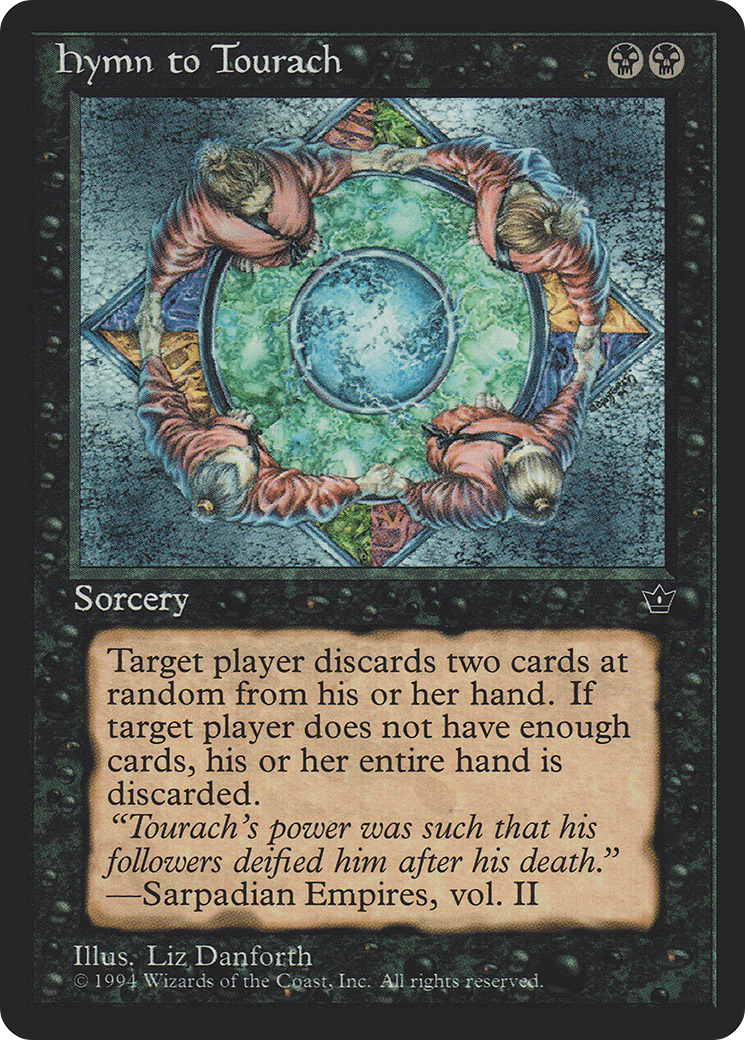 Hymn to Tourach
Sorcery
Target player discards two cards at
random from his or her hand. If
target player does not have enough
cards, his or her entire hand is
discarded.
“Tourach’s power was such that his
followers deified him after his death.”
—Sarpadian Empires, vol. II
Illus. Liz Danforth
© 1994 Wizards of the Coast, Inc. All rights reserved.